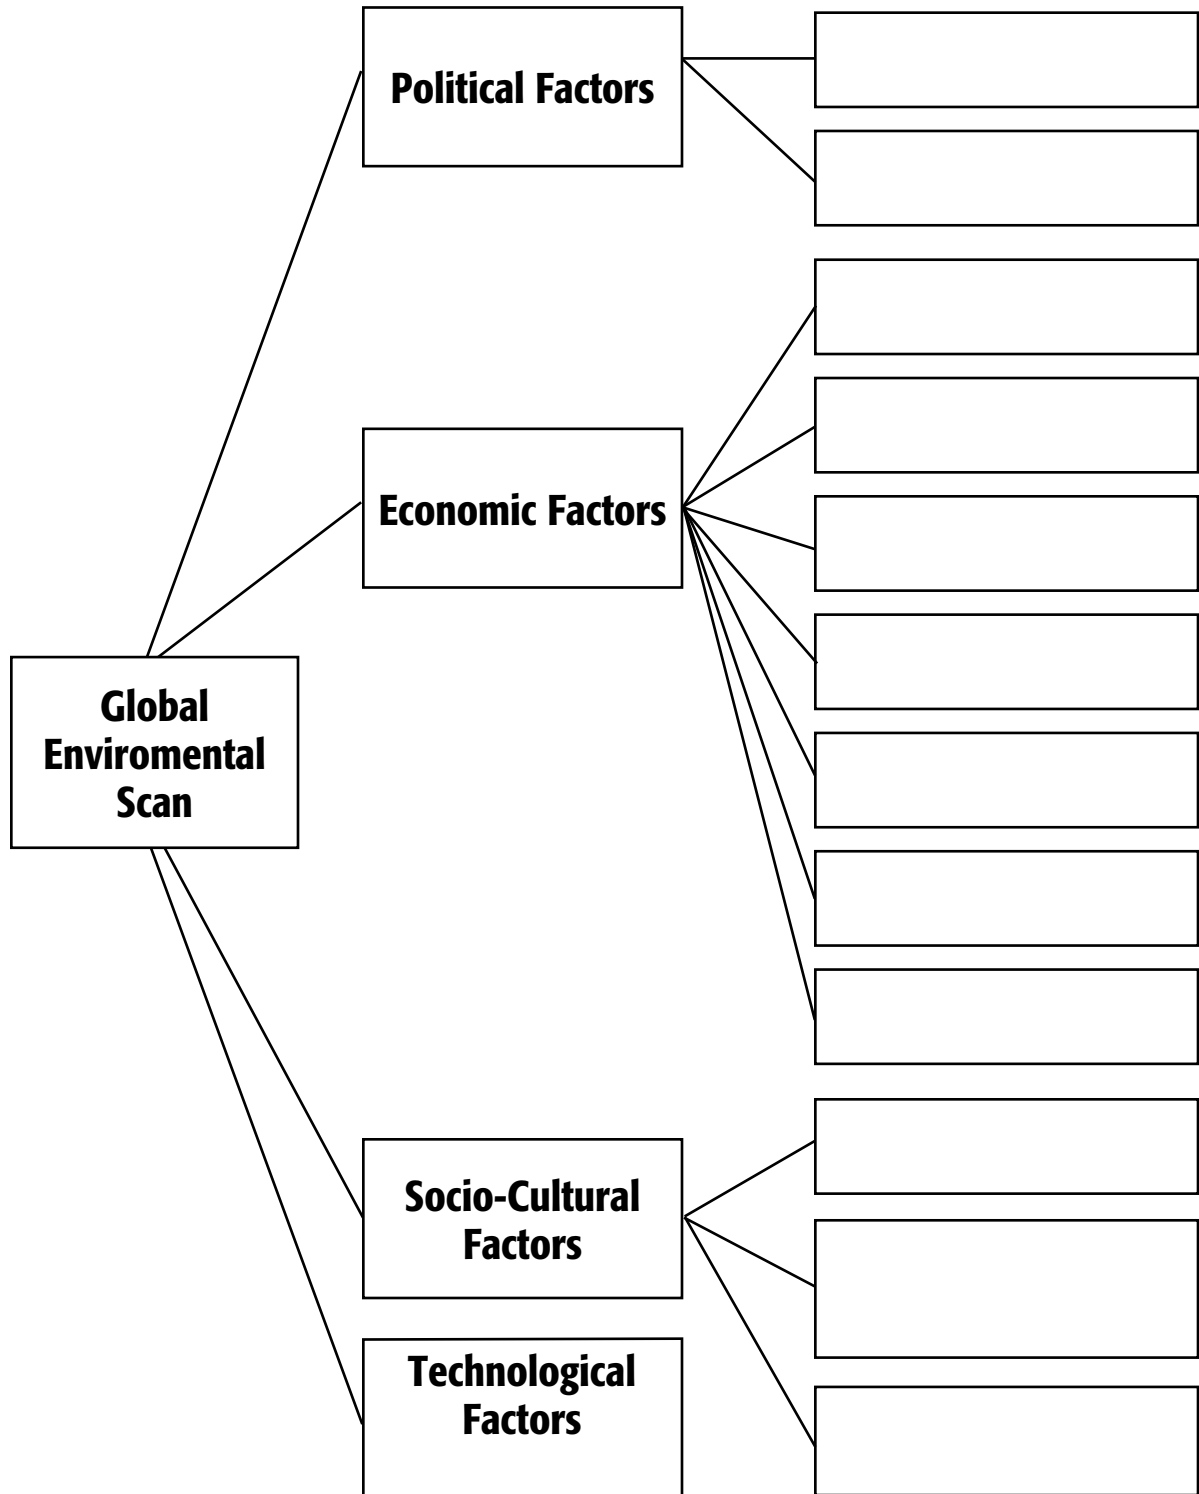 Political Factors
Economic Factors
Global
Enviromental
Scan
Socio-Cultural
Factors
Technological
Factors